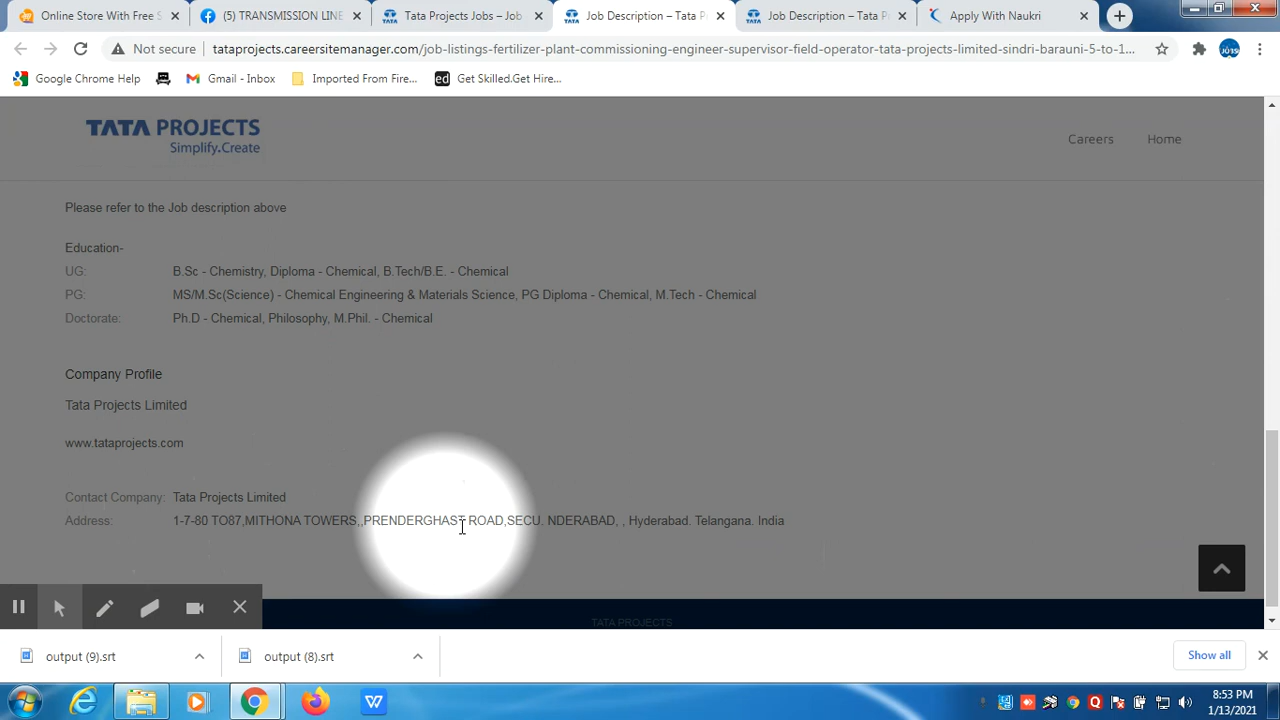 Online Store With Free S
(5) TRANSMISSION LINE
Tata Projects Jobs - Job
Job Description – Tata P
Job Description – Tata P
Apply With Naukri
Not secure
tataprojects.careersitemanager.com/job-listings-fertilizer-plant-commissioning-engineer-supervisor-field-operator-tata-projects-limited-sindri-barauni-5-to-1...
Google Chrome Help
Gmail - Inbox
Imported From Fire...
ed Get Skilled.Get Hire...
TATA PROJECTS
Simplify.Create
Careers
Home
Please refer to the Job description above
Education-
UG: B.Sc - Chemistry, Diploma - Chemical, B.Tech/B.E. - Chemical
PG: MS/M.Sc(Science) - Chemical Engineering & Materials Science, PG Diploma - Chemical, M.Tech - Chemical
Doctorate: Ph.D - Chemical, Philosophy, M.Phil. - Chemical
Company Profile
Tata Projects Limited
www.tataprojects.com
Contact Company: Tata Projects Limited
Address: 1-7-80 TO87,MITHONA TOWERS,,PRENDERGHAST ROAD,SECU. NDERABAD, , Hyderabad. Telangana. India
TATA PROJECTS
output (9).srt
output (8).srt
Show all
8:53 PM
1/13/2021